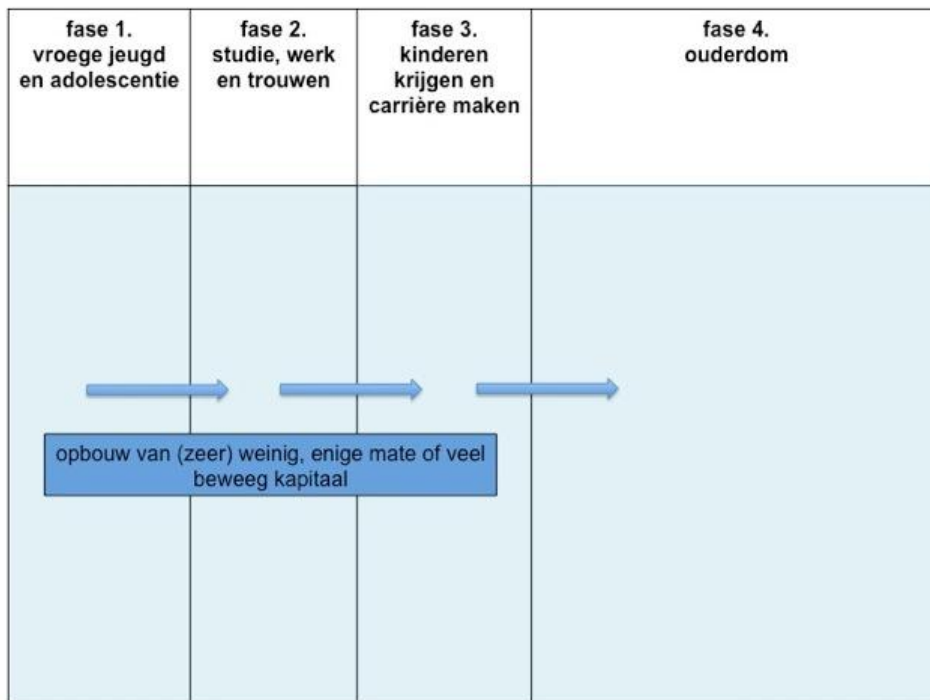 fase 1.
vroege jeugd
en adolescentie
fase 2.
studie, werk
en trouwen
fase 3.
kinderen
krijgen en
carrière maken
fase 4.
ouderdom
opbouw van (zeer) weinig, enige mate of veel
beweeg kapitaal